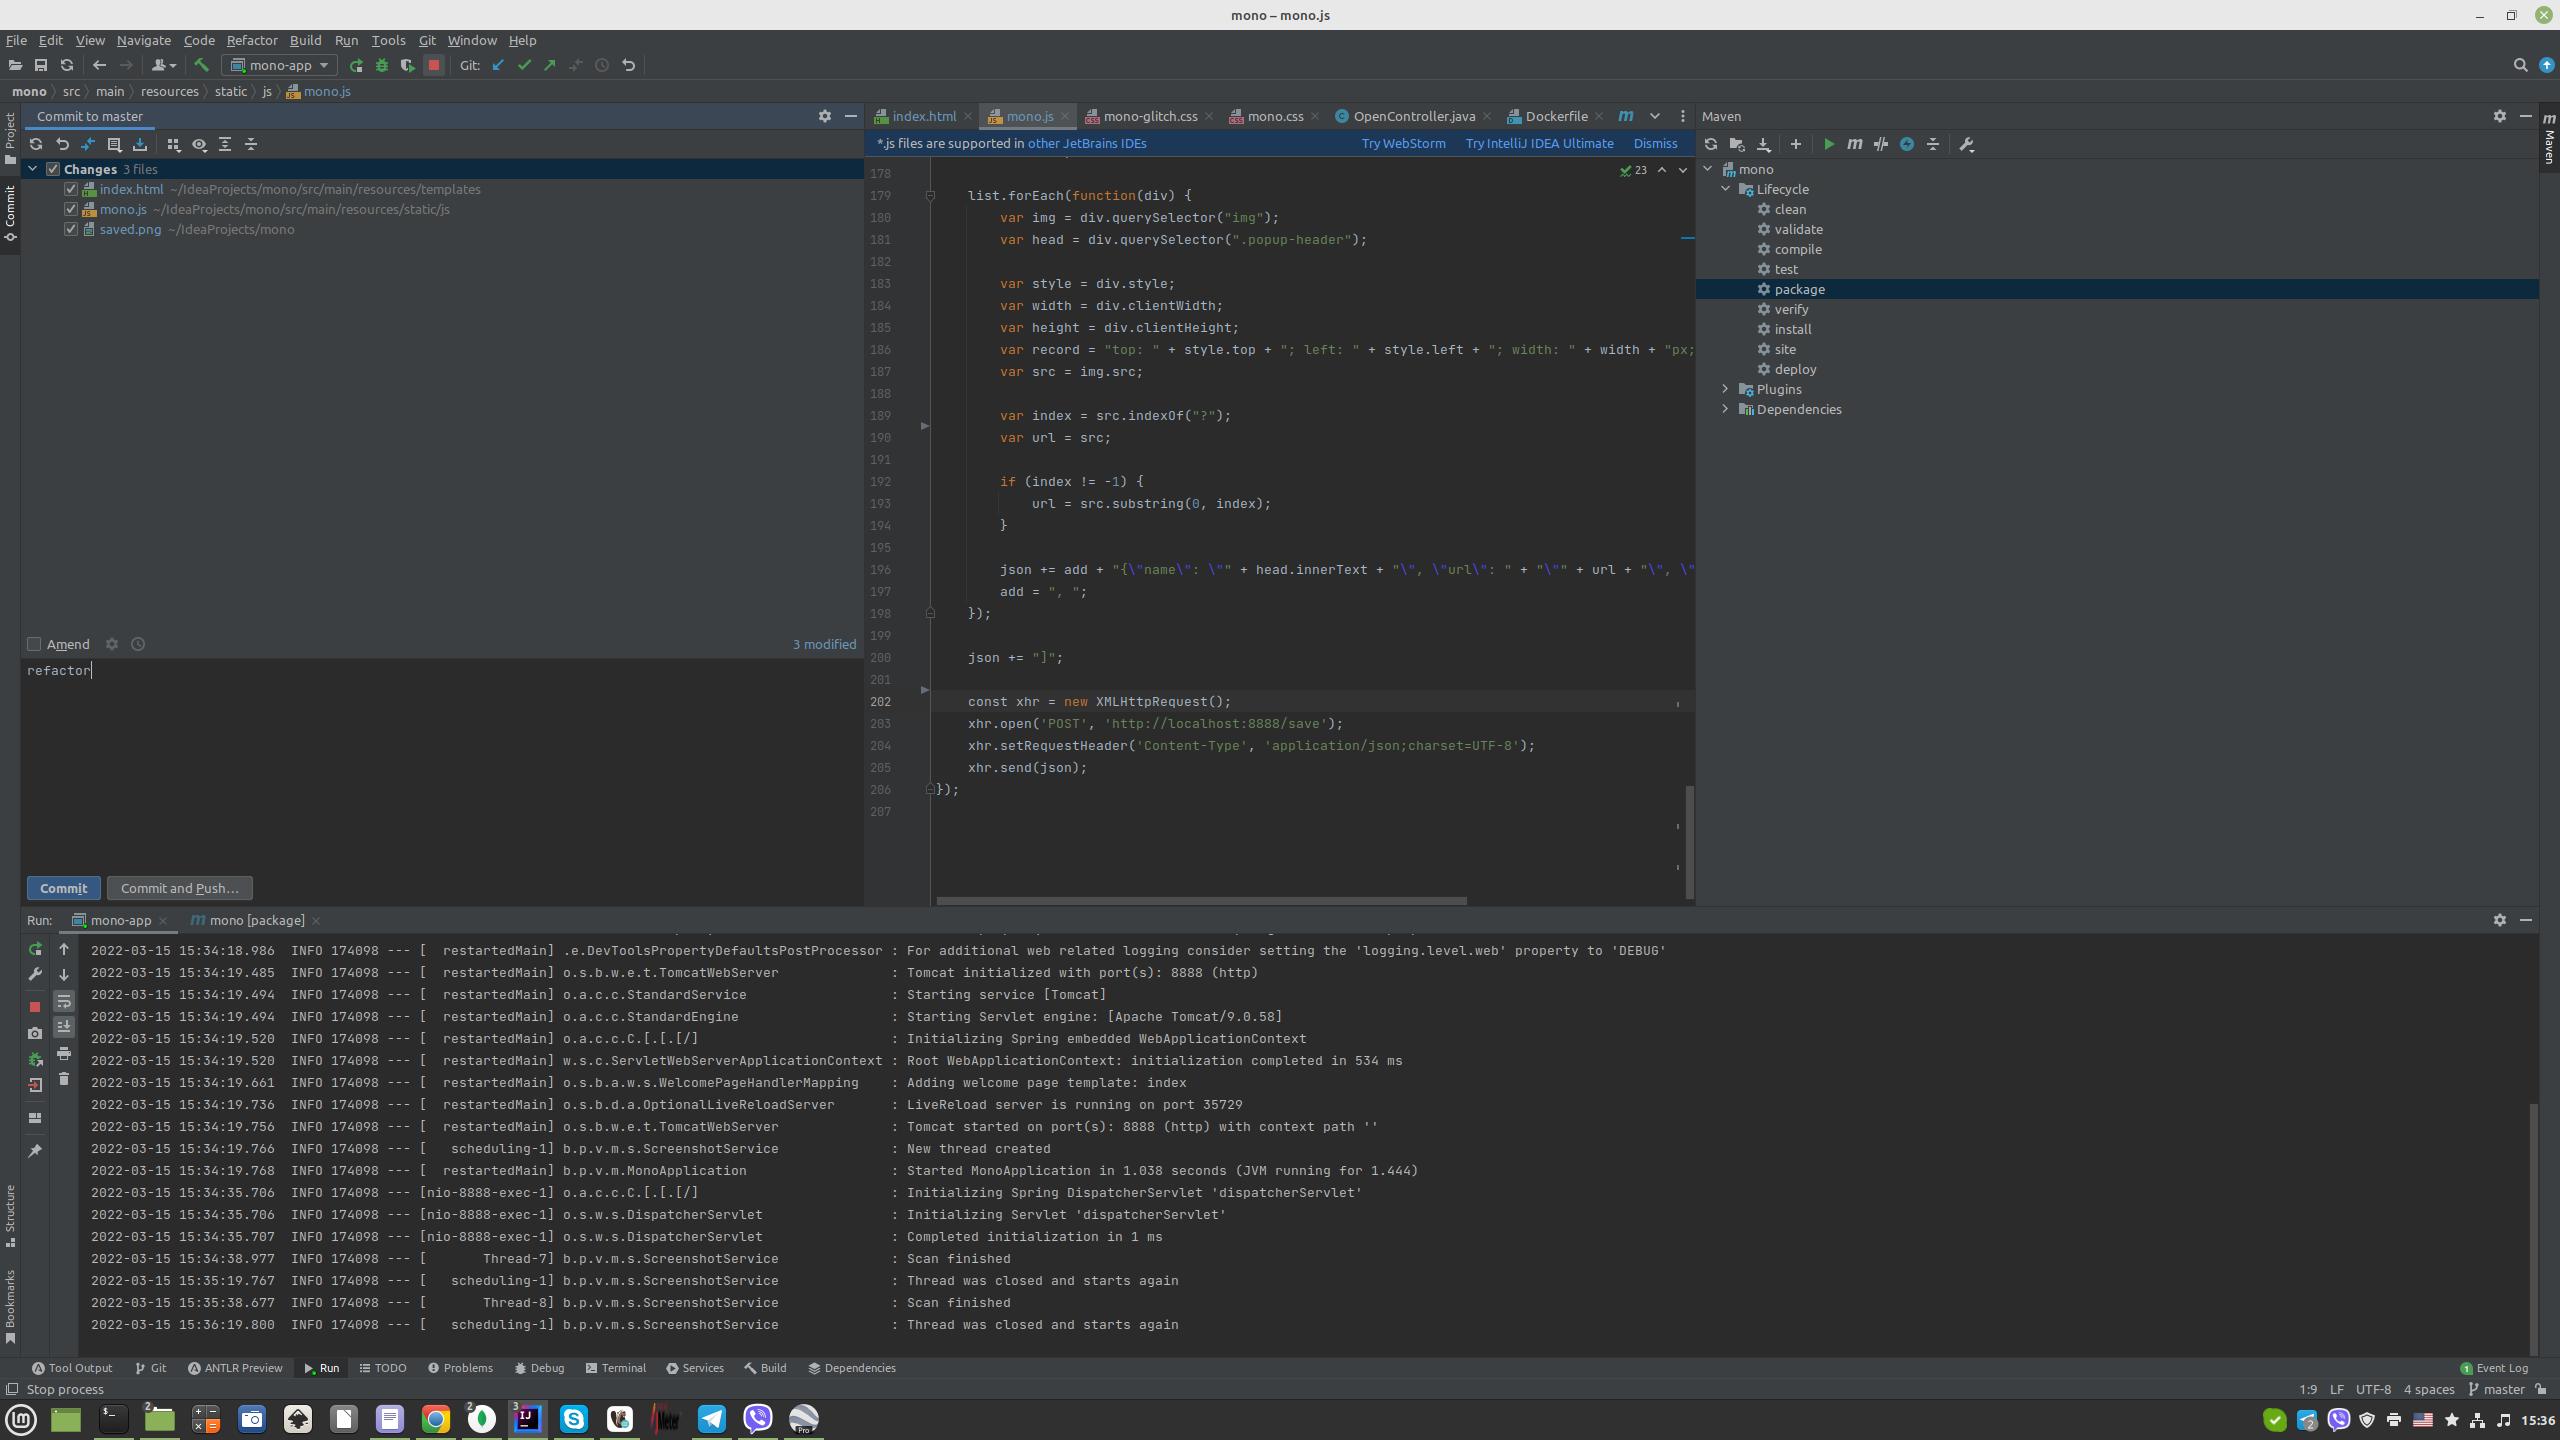 mono – mono.js
File Edit View Navigate Code Refactor Build Run Tools Git Window Help
mono-app Git:
mono src main resources static js mono.js
Project
Commit
Structure
Bookmarks
Commit to master
Changes 3 files
index.html ~/IdeaProjects/mono/src/main/resources/templates
mono.js ~/IdeaProjects/mono/src/main/resources/static/js
saved.png ~/IdeaProjects/mono
Amend 3 modified
refactor
Commit Commit and Push...
index.html mono.js mono-glitch.css mono.css OpenController.java Dockerfile m
*.js files are supported in other JetBrains IDEs Try WebStorm Try IntelliJ IDEA Ultimate Dismiss
23
178
179 list.forEach(function(div) {
180 var img = div.querySelector("img");
181 var head = div.querySelector(".popup-header");
182
183 var style = div.style;
184 var width = div.clientWidth;
185 var height = div.clientHeight;
186 var record = "top: " + style.top + "; left: " + style.left + "; width: " + width + "px;
187 var src = img.src;
188
189 var index = src.indexOf("?");
190 var url = src;
191
192 if (index != -1) {
193 url = src.substring(0, index);
194 }
195
196 json += add + "{\"name\": \"" + head.innerText + "\", \"url\": " + "\"" + url + "\", \"
197 add = ", ";
198 });
199
200 json += "]";
201
202 const xhr = new XMLHttpRequest();
203 xhr.open('POST', 'http://localhost:8888/save');
204 xhr.setRequestHeader('Content-Type', 'application/json;charset=UTF-8');
205 xhr.send(json);
206 });
207
Maven
m
mono
Lifecycle
clean
validate
compile
test
package
verify
install
site
deploy
Plugins
Dependencies
m Maven
Run: mono-app m mono [package]
2022-03-15 15:34:18.986 INFO 174098 --- [ restartedMain] .e.DevToolsPropertyDefaultsPostProcessor : For additional web related logging consider setting the 'logging.level.web' property to 'DEBUG'
2022-03-15 15:34:19.485 INFO 174098 --- [ restartedMain] o.s.b.w.e.t.TomcatWebServer : Tomcat initialized with port(s): 8888 (http)
2022-03-15 15:34:19.494 INFO 174098 --- [ restartedMain] o.a.c.c.StandardService : Starting service [Tomcat]
2022-03-15 15:34:19.494 INFO 174098 --- [ restartedMain] o.a.c.c.StandardEngine : Starting Servlet engine: [Apache Tomcat/9.0.58]
2022-03-15 15:34:19.520 INFO 174098 --- [ restartedMain] o.a.c.c.C.[.[.[/] : Initializing Spring embedded WebApplicationContext
2022-03-15 15:34:19.520 INFO 174098 --- [ restartedMain] w.s.c.ServletWebServerApplicationContext : Root WebApplicationContext: initialization completed in 534 ms
2022-03-15 15:34:19.661 INFO 174098 --- [ restartedMain] o.s.b.a.w.s.WelcomePageHandlerMapping : Adding welcome page template: index
2022-03-15 15:34:19.736 INFO 174098 --- [ restartedMain] o.s.b.d.a.OptionalLiveReloadServer : LiveReload server is running on port 35729
2022-03-15 15:34:19.756 INFO 174098 --- [ restartedMain] o.s.b.w.e.t.TomcatWebServer : Tomcat started on port(s): 8888 (http) with context path ''
2022-03-15 15:34:19.766 INFO 174098 --- [ scheduling-1] b.p.v.m.s.ScreenshotService : New thread created
2022-03-15 15:34:19.768 INFO 174098 --- [ restartedMain] b.p.v.m.MonoApplication : Started MonoApplication in 1.038 seconds (JVM running for 1.444)
2022-03-15 15:34:35.706 INFO 174098 --- [nio-8888-exec-1] o.a.c.c.C.[.[.[/] : Initializing Spring DispatcherServlet 'dispatcherServlet'
2022-03-15 15:34:35.706 INFO 174098 --- [nio-8888-exec-1] o.s.w.s.DispatcherServlet : Initializing Servlet 'dispatcherServlet'
2022-03-15 15:34:35.707 INFO 174098 --- [nio-8888-exec-1] o.s.w.s.DispatcherServlet : Completed initialization in 1 ms
2022-03-15 15:34:38.977 INFO 174098 --- [ Thread-7] b.p.v.m.s.ScreenshotService : Scan finished
2022-03-15 15:35:19.767 INFO 174098 --- [ scheduling-1] b.p.v.m.s.ScreenshotService : Thread was closed and starts again
2022-03-15 15:35:38.677 INFO 174098 --- [ Thread-8] b.p.v.m.s.ScreenshotService : Scan finished
2022-03-15 15:36:19.800 INFO 174098 --- [ scheduling-1] b.p.v.m.s.ScreenshotService : Thread was closed and starts again
Tool Output Git ANTLR Preview Run TODO Problems Debug Terminal Services Build Dependencies 1 Event Log
Stop process 1:9 LF UTF-8 4 spaces master
2 2 3 IJ Meter Pro 2 15:36